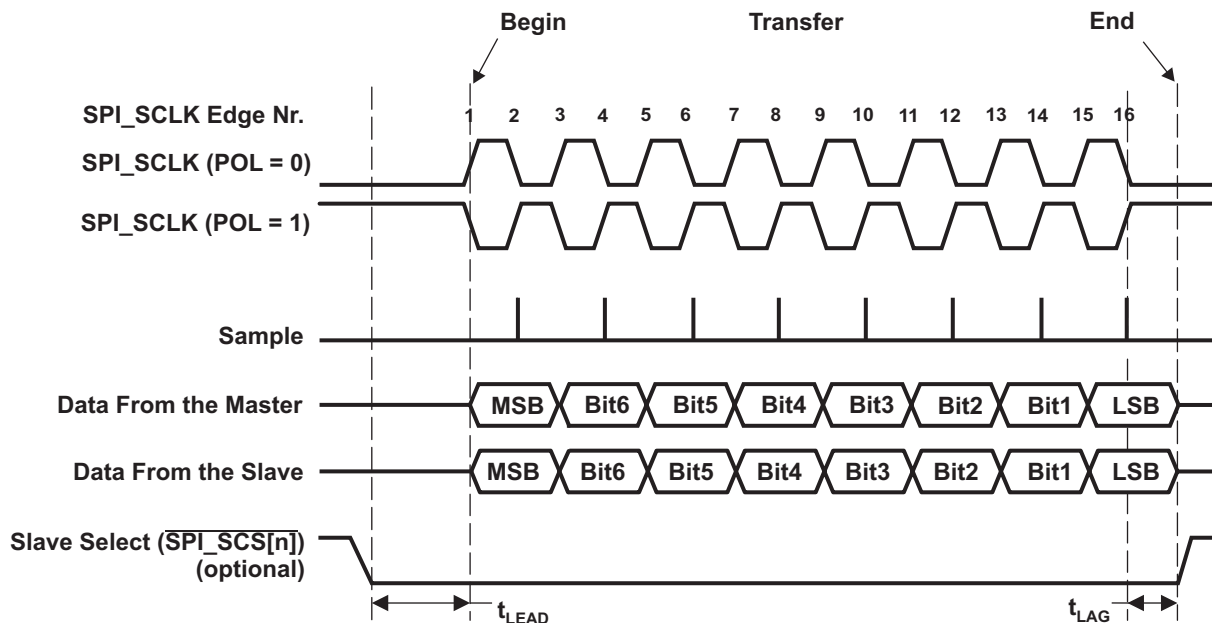 Begin Transfer End
SPI_SCLK Edge Nr. 1 2 3 4 5 6 7 8 9 10 11 12 13 14 15 16
SPI_SCLK (POL = 0)
SPI_SCLK (POL = 1)
Sample
Data From the Master MSB Bit6 Bit5 Bit4 Bit3 Bit2 Bit1 LSB
Data From the Slave MSB Bit6 Bit5 Bit4 Bit3 Bit2 Bit1 LSB
Slave Select (SPI_SCS[n])
(optional)
tLEAD tLAG